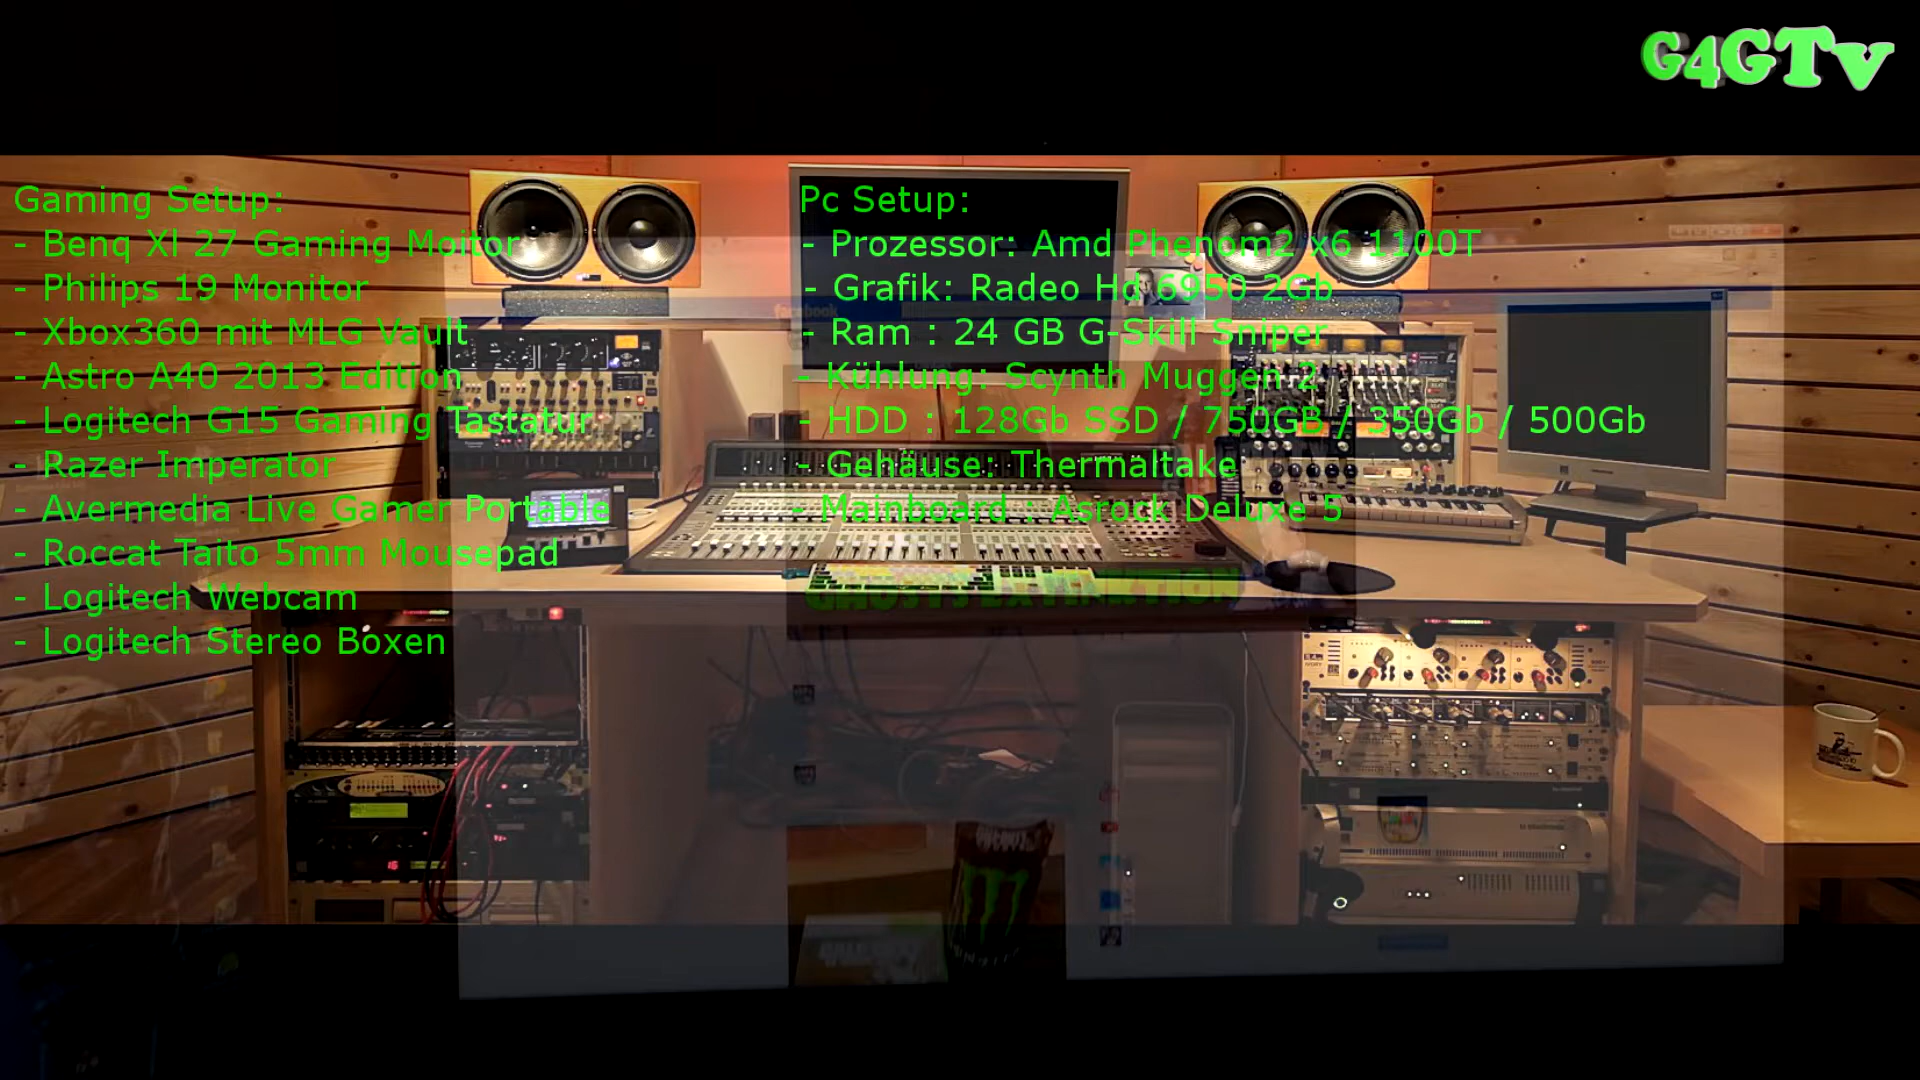 G4GTv
Gaming Setup:
- Benq Xl 27 Gaming Moitor
- Philips 19 Monitor
- Xbox360 mit MLG Vault
- Astro A40 2013 Edition
- Logitech G15 Gaming Tastatur
- Razer Imperator
- Avermedia Live Gamer Portable
- Roccat Taito 5mm Mousepad
- Logitech Webcam
- Logitech Stereo Boxen
Pc Setup:
- Prozessor: Amd Phenom2 x6 1100T
- Grafik: Radeo Hd 6950 2Gb
- Ram : 24 GB G-Skill Sniper
- Kühlung: Scynth Muggen 2
- HDD : 128Gb SSD / 750GB / 350Gb / 500Gb
- Gehäuse: Thermaltake
- Mainboard : Asrock Deluxe 5
facebook
GHOSTS EXTINCTION